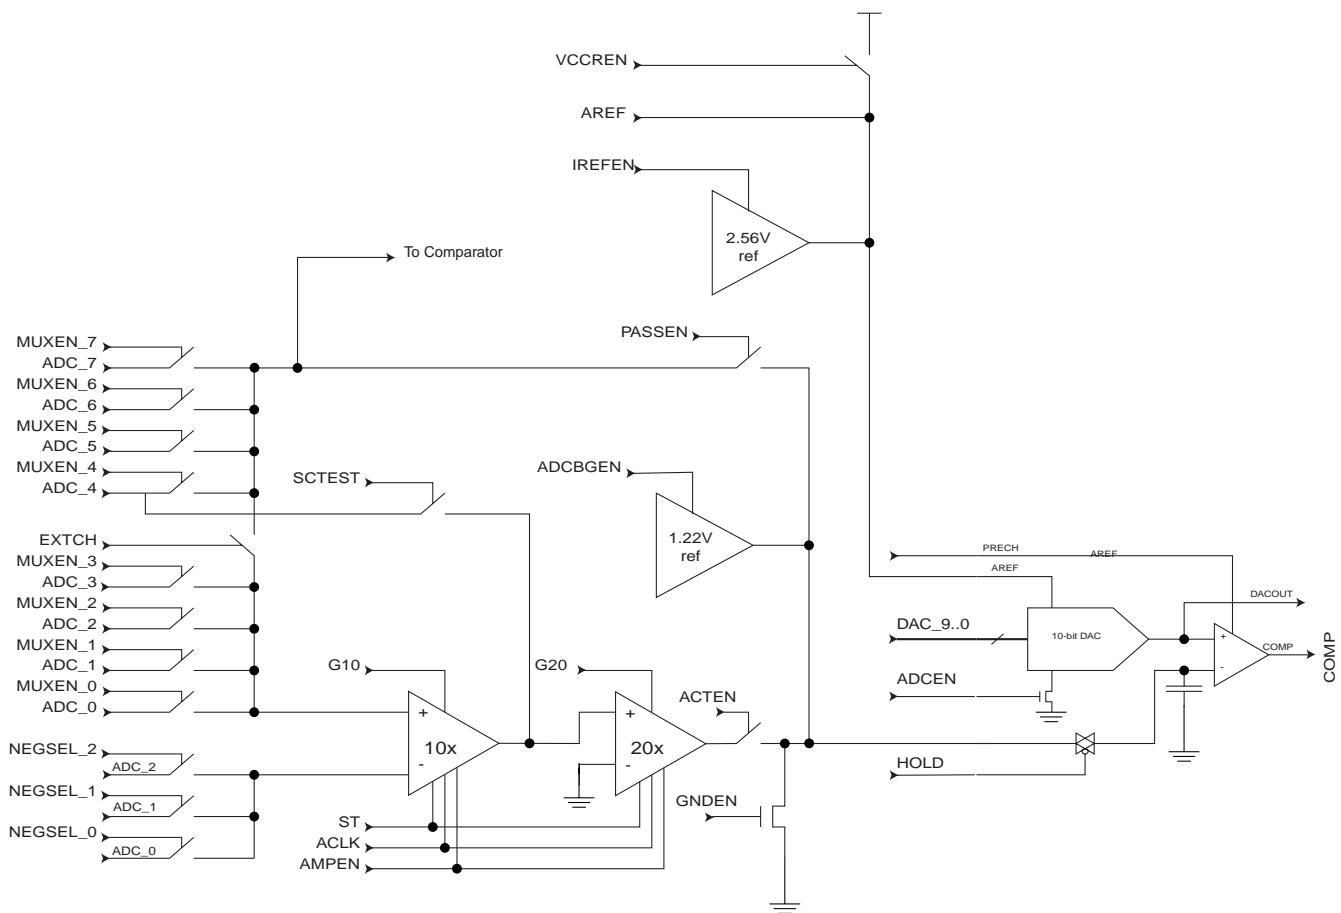 VCCREN
AREF
IREFEN
2.56V
ref
To Comparator
PASSEN
MUXEN_7
ADC_7
MUXEN_6
ADC_6
MUXEN_5
ADC_5
MUXEN_4
ADC_4
SCTEST
ADCBGEN
1.22V
ref
EXTCH
MUXEN_3
ADC_3
MUXEN_2
ADC_2
MUXEN_1
ADC_1
MUXEN_0
ADC_0
PRECH
AREF
AREF
DACOUT
DAC_9..0
10-bit DAC
+
-
COMP
COMP
ADCEN
HOLD
G10
+
10x
-
G20
+
20x
-
ACTEN
NEGSEL_2
ADC_2
NEGSEL_1
ADC_1
NEGSEL_0
ADC_0
GNDEN
ST
ACLK
AMPEN